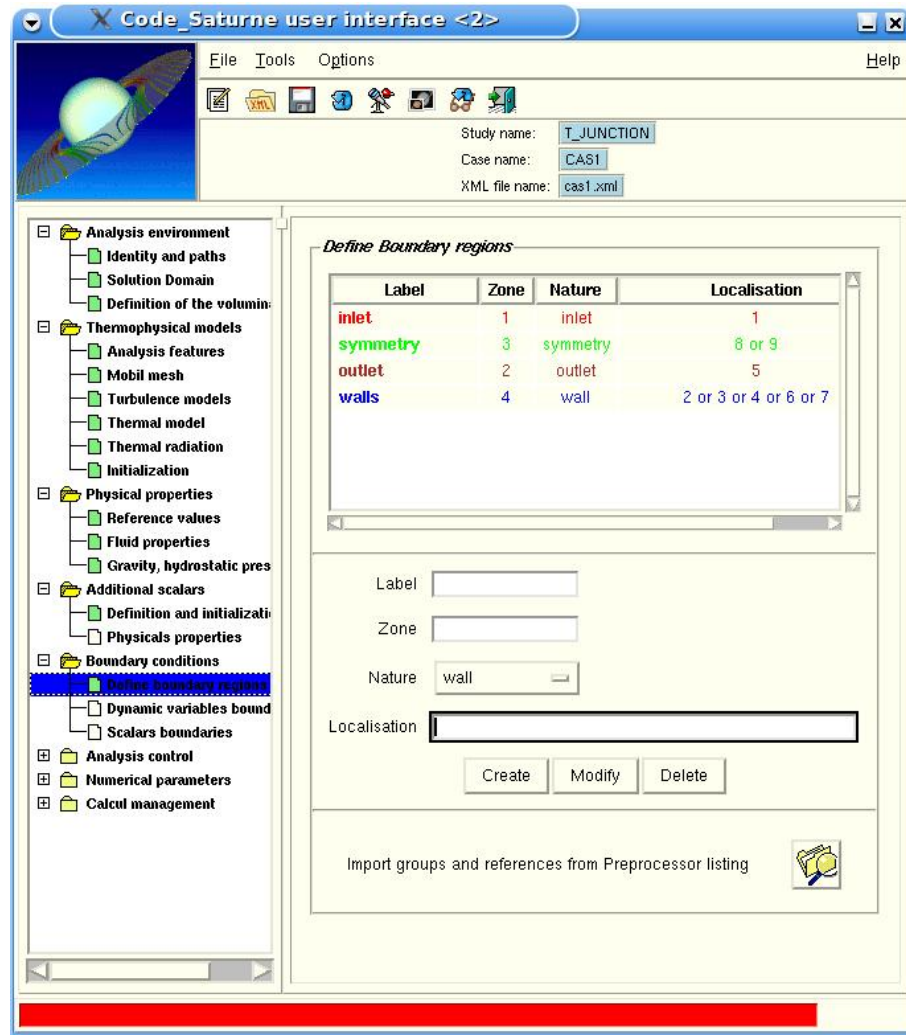 Code_Saturne user interface <2>
File Tools Options Help
XML
Study name: T_JUNCTION
Case name: CAS1
XML file name: cas1.xml
Analysis environment
Identity and paths
Solution Domain
Definition of the volumin
Thermophysical models
Analysis features
Mobil mesh
Turbulence models
Thermal model
Thermal radiation
Initialization
Physical properties
Reference values
Fluid properties
Gravity, hydrostatic pres
Additional scalars
Definition and initializati
Physicals properties
Boundary conditions
Define boundary regions
Dynamic variables bound
Scalars boundaries
Analysis control
Numerical parameters
Calcul management
Define Boundary regions
Label Zone Nature Localisation
inlet 1 inlet 1
symmetry 3 symmetry 8 or 9
outlet 2 outlet 5
walls 4 wall 2 or 3 or 4 or 6 or 7
Label
Zone
Nature wall
Localisation
Create Modify Delete
Import groups and references from Preprocessor listing